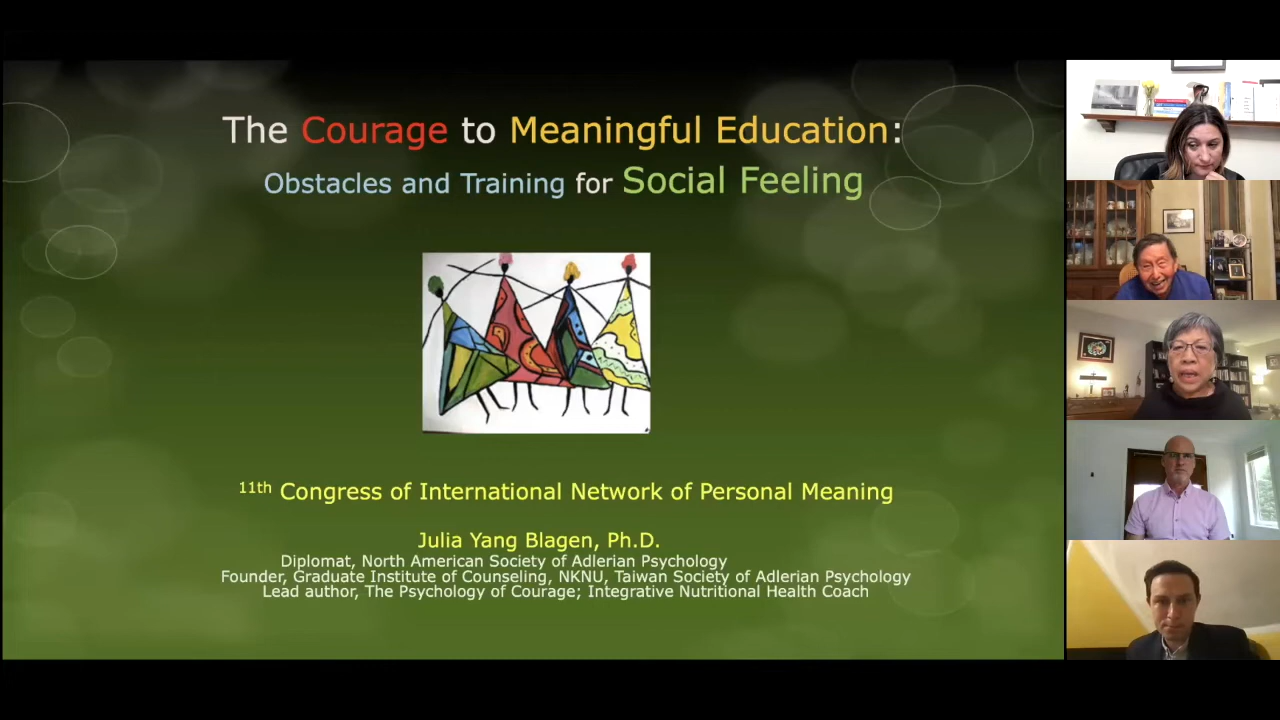 The Courage to Meaningful Education:
Obstacles and Training for Social Feeling
11th Congress of International Network of Personal Meaning
Julia Yang Blagen, Ph.D.
Diplomat, North American Society of Adlerian Psychology
Founder, Graduate Institute of Counseling, NKNU, Taiwan Society of Adlerian Psychology
Lead author, The Psychology of Courage; Integrative Nutritional Health Coach